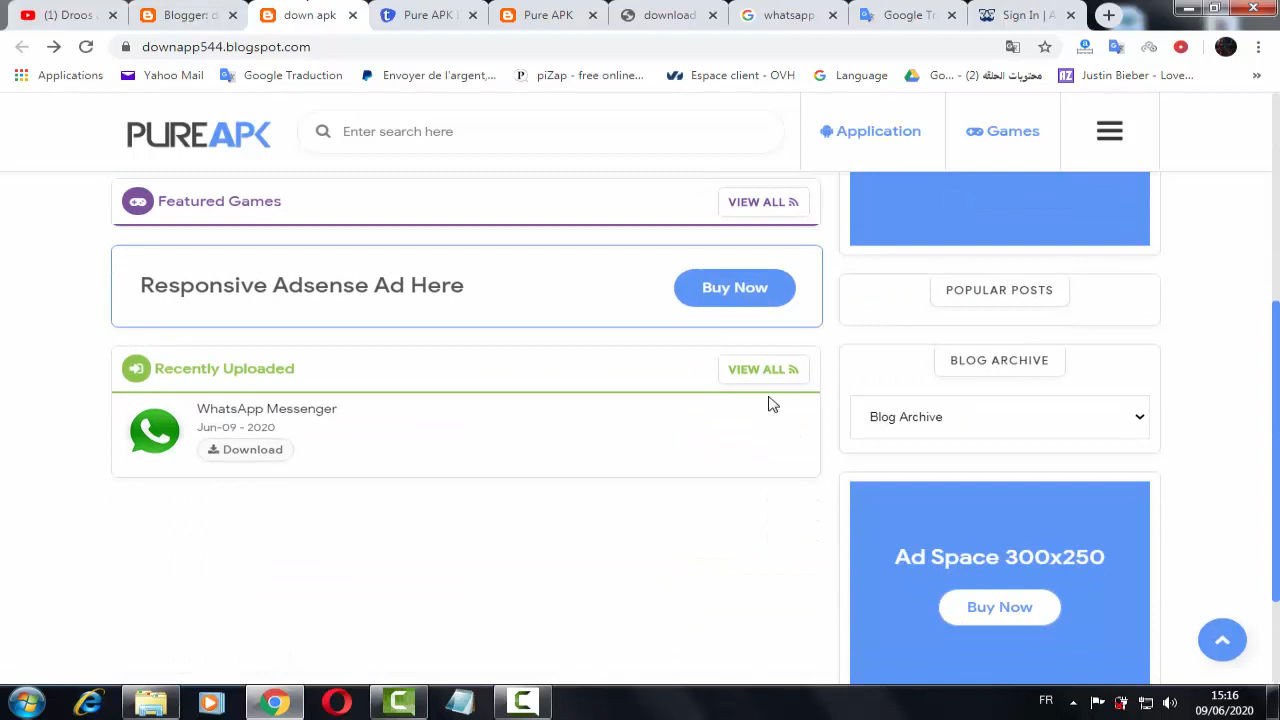 (1) Droos
Blogger: d
down apk
Pure APK
Pure APK
download
whatsapp
Google Tr
Sign In | A
downapp544.blogspot.com
Applications
Yahoo Mail
Google Traduction
Envoyer de l'argent,...
piZap - free online...
Espace client - OVH
Language
Go... - (2) محتويات الحلقه
Justin Bieber - Love...
»
PUREAPK
Enter search here
Application
Games
Featured Games
VIEW ALL
Responsive Adsense Ad Here
Buy Now
POPULAR POSTS
Recently Uploaded
VIEW ALL
BLOG ARCHIVE
WhatsApp Messenger
Jun-09 - 2020
Download
Blog Archive
Ad Space 300x250
Buy Now
FR
15:16
09/06/2020